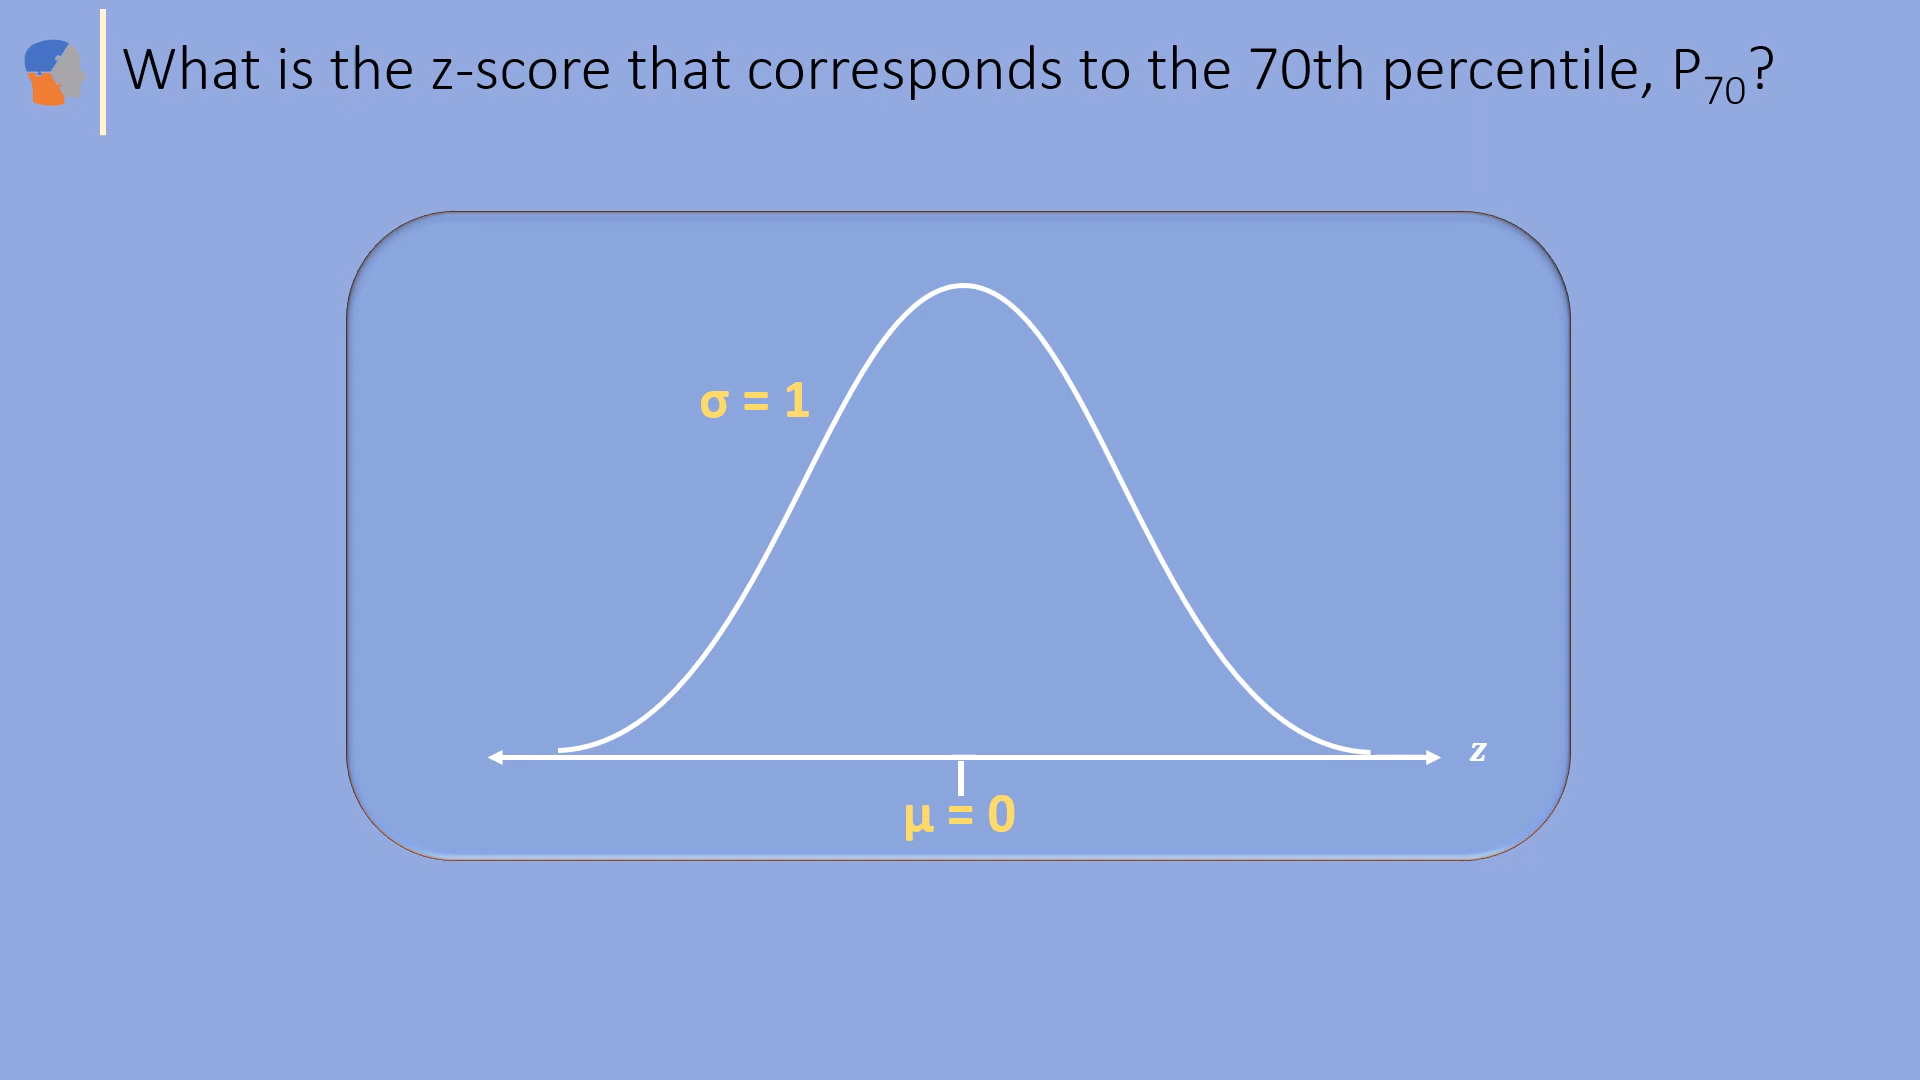 What is the z-score that corresponds to the 70th percentile, P₇₀?
σ = 1
z
μ = 0